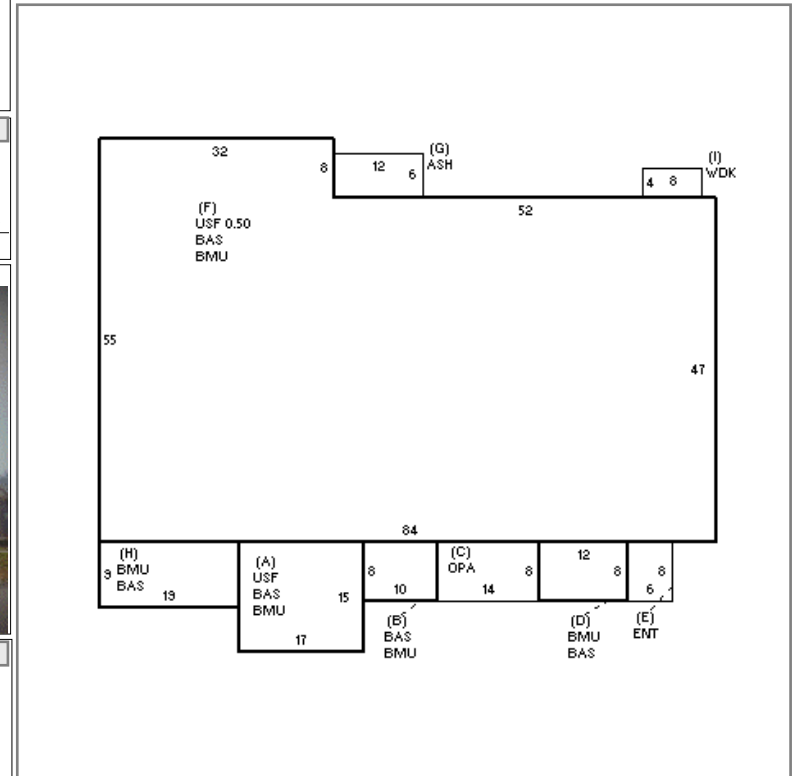 32
8
12
6
(G)
ASH
(I)
WDK
4
8
52
(F)
USF 0.50
BAS
BMU
55
47
84
(H)
BMU
BAS
9
19
(A)
USF
BAS
BMU
15
17
8
10
(B)
BAS
BMU
(C)
OPA
8
14
12
8
(D)
BMU
BAS
8
6
(E)
ENT